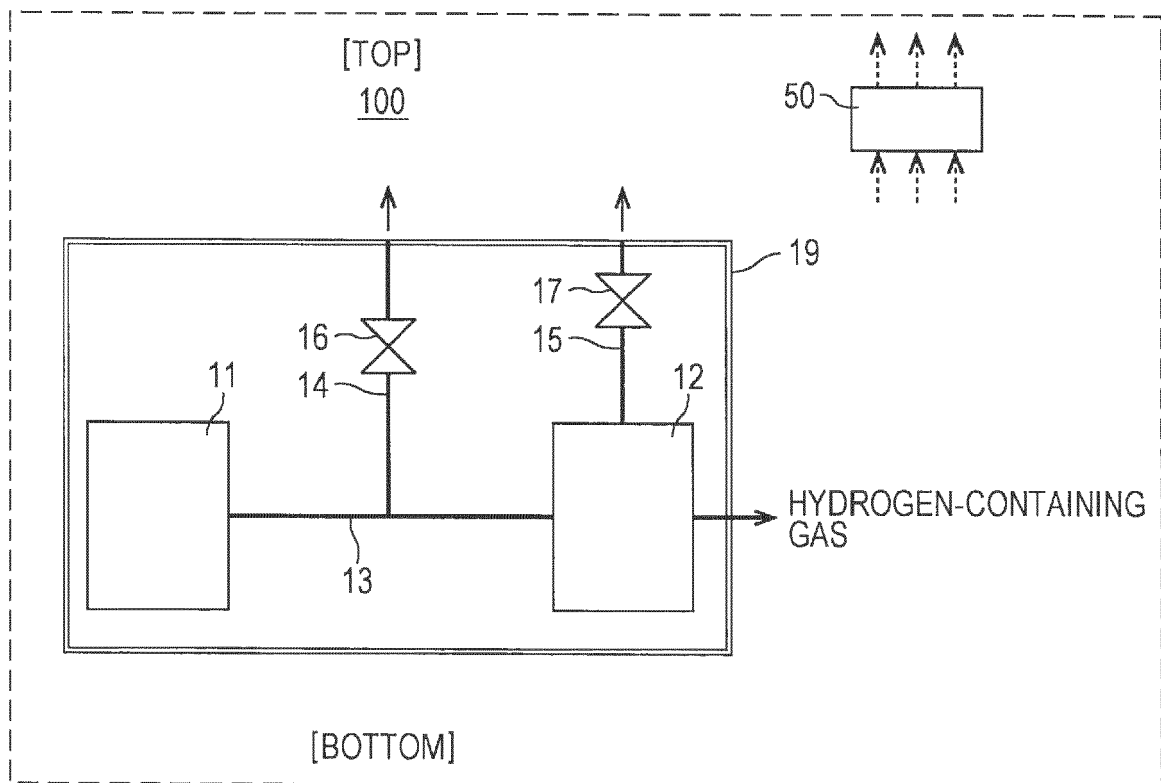 [TOP]
100
50
19
17
16
15
14
12
11
HYDROGEN-CONTAINING
GAS
13
[BOTTOM]